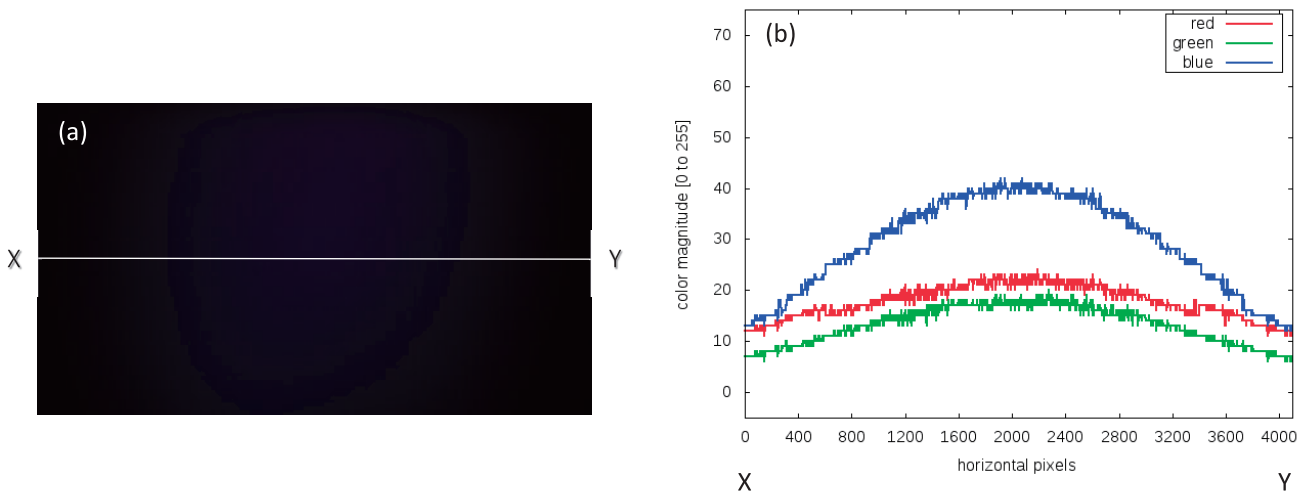 (a)
X
Y
(b)
red
green
blue
color magnitude [0 to 255]
70
60
50
40
30
20
10
0
0 400 800 1200 1600 2000 2400 2800 3200 3600 4000
horizontal pixels
X Y